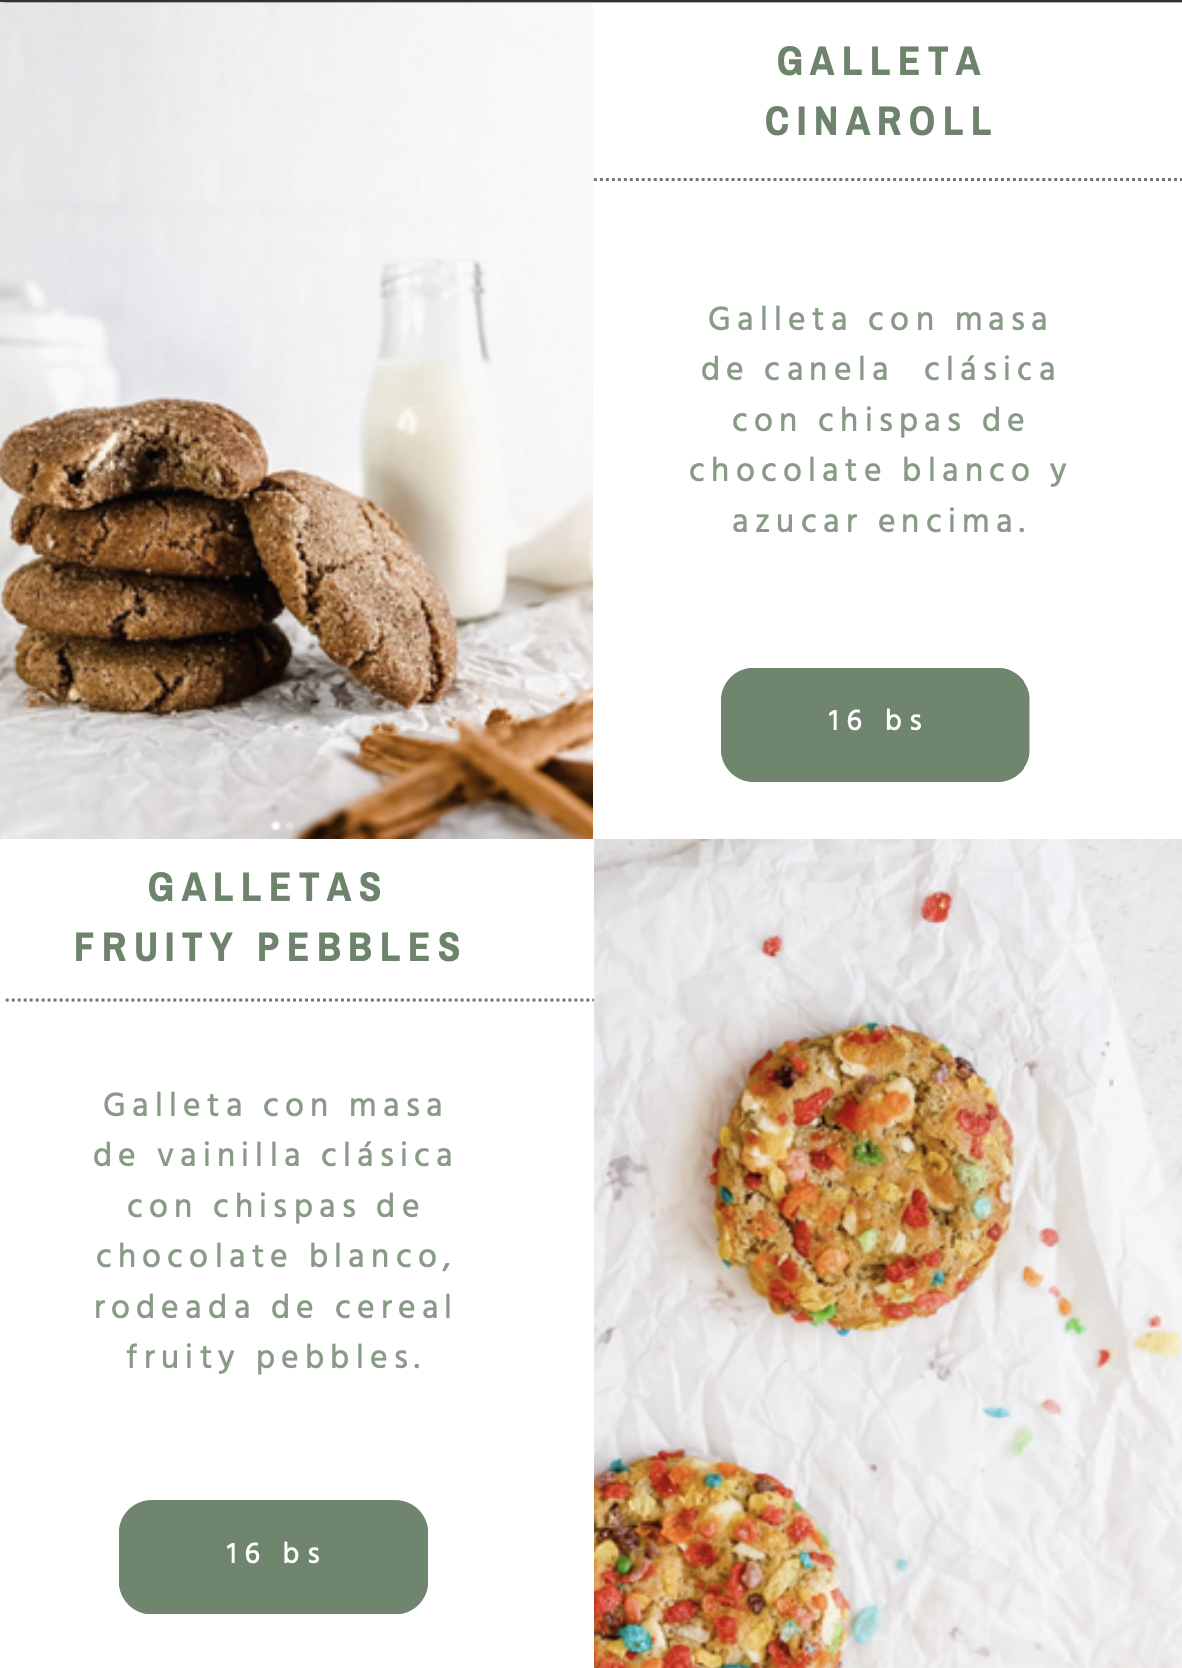 GALLETA
CINAROLL
Galleta con masa
de canela clásica
con chispas de
chocolate blanco y
azucar encima.
16 bs
GALLETAS
FRUITY PEBBLES
Galleta con masa
de vainilla clásica
con chispas de
chocolate blanco,
rodeada de cereal
fruity pebbles.
16 bs